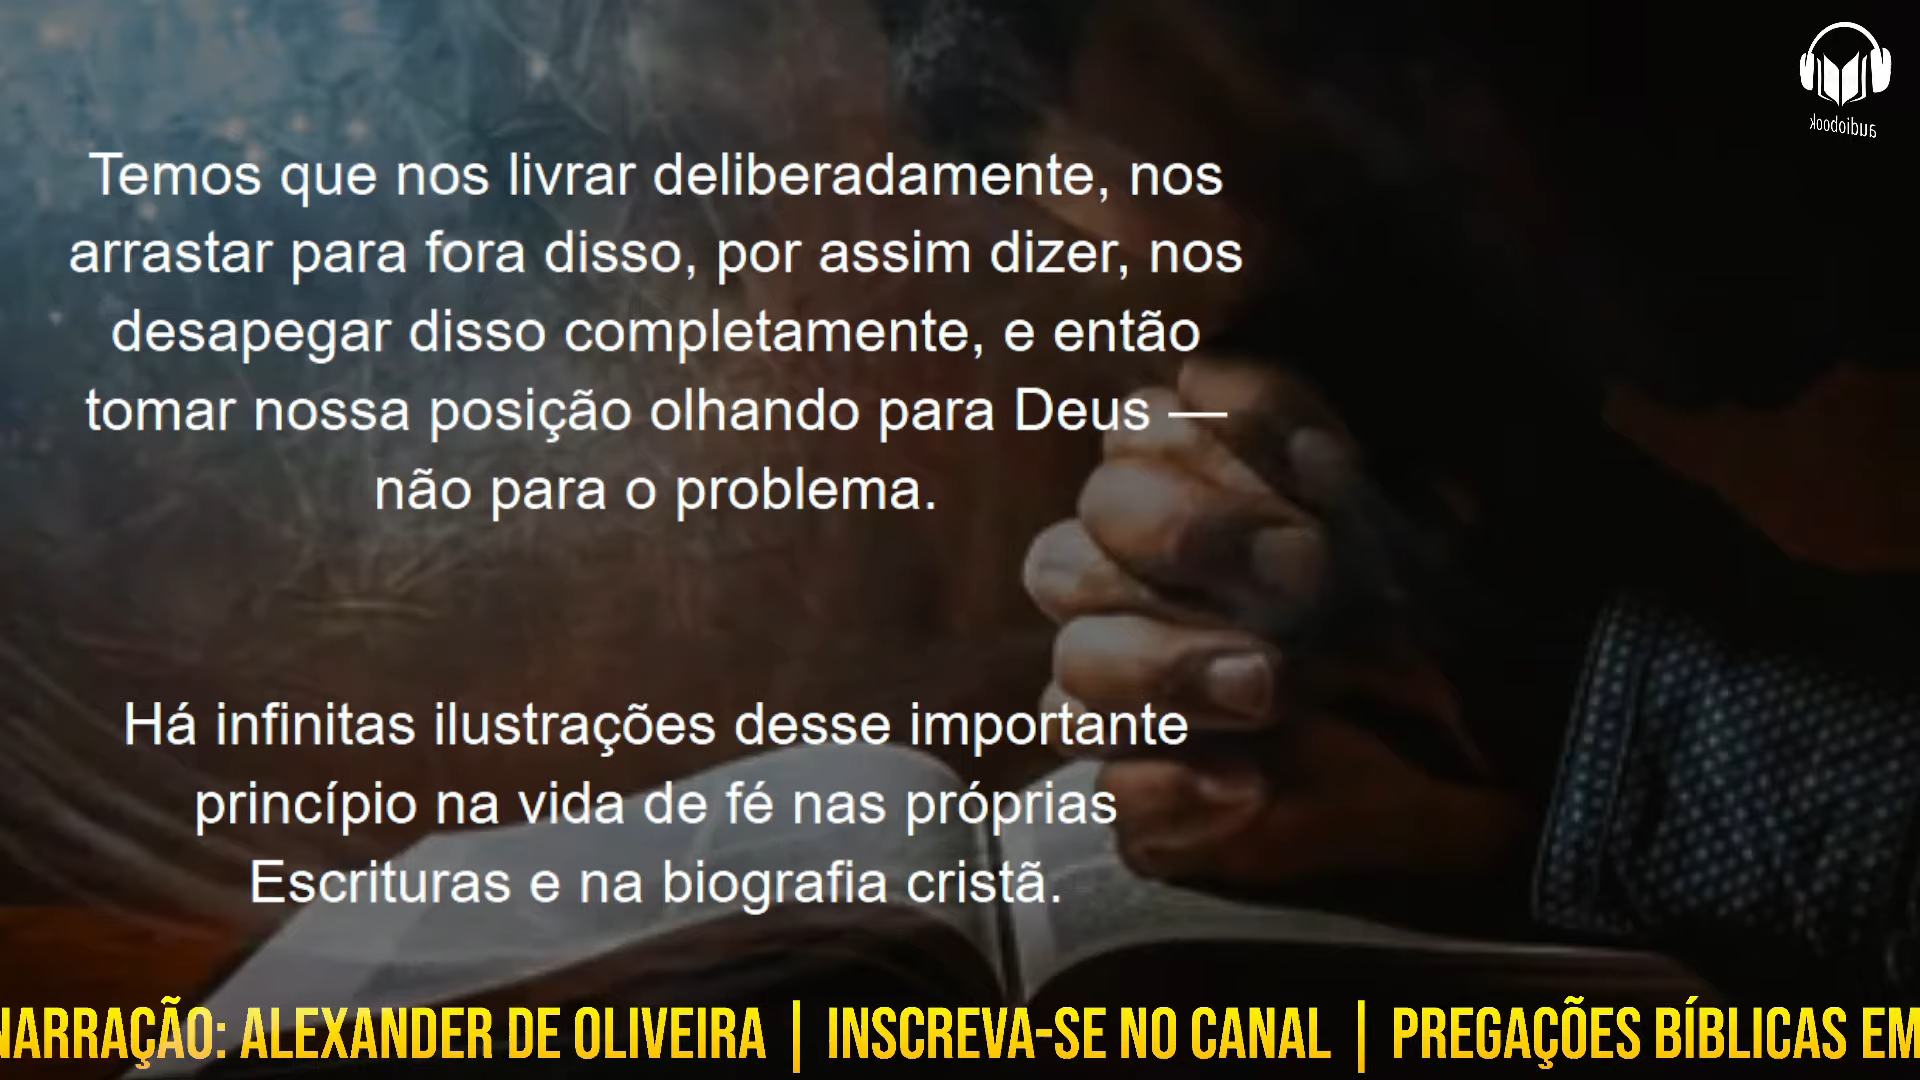 audiobook
Temos que nos livrar deliberadamente, nos
arrastar para fora disso, por assim dizer, nos
desapegar disso completamente, e então
tomar nossa posição olhando para Deus —
não para o problema.
Há infinitas ilustrações desse importante
princípio na vida de fé nas próprias
Escrituras e na biografia cristã.
NARRAÇÃO: ALEXANDER DE OLIVEIRA | INSCREVA-SE NO CANAL | PREGAÇÕES BÍBLICAS EM